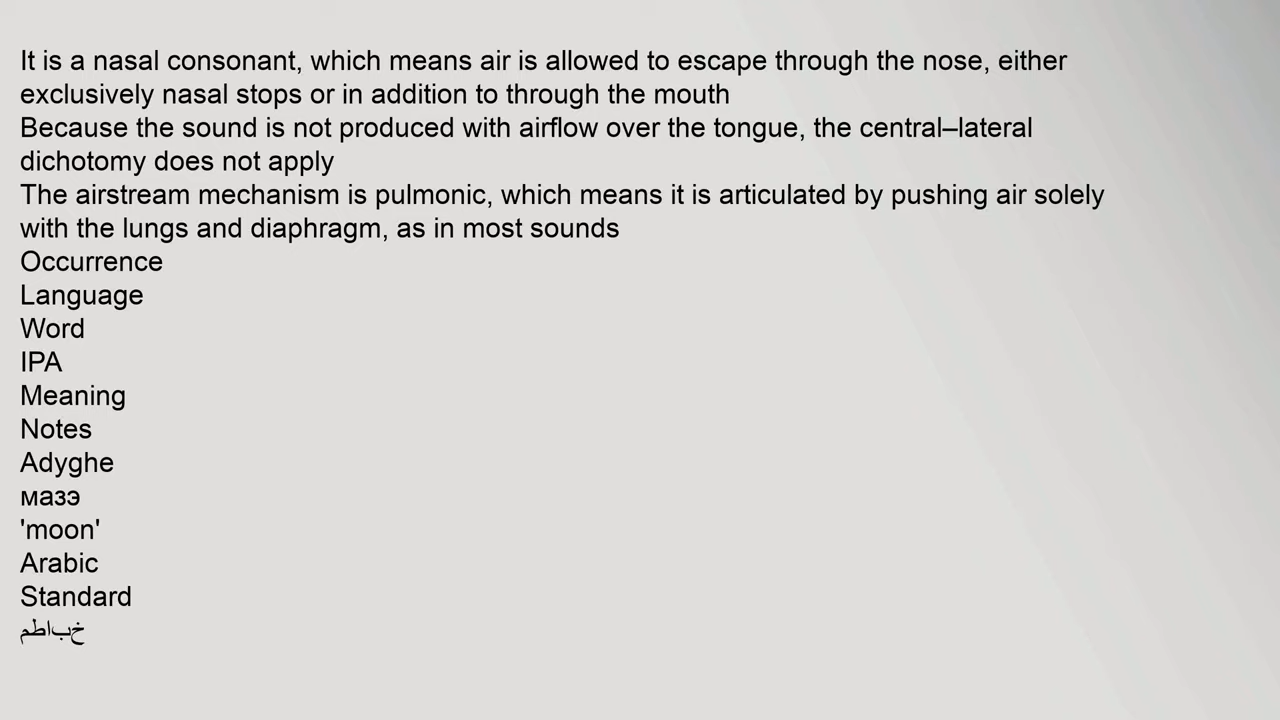 It is a nasal consonant, which means air is allowed to escape through the nose, either
exclusively nasal stops or in addition to through the mouth
Because the sound is not produced with airflow over the tongue, the central–lateral
dichotomy does not apply
The airstream mechanism is pulmonic, which means it is articulated by pushing air solely
with the lungs and diaphragm, as in most sounds
Occurrence
Language
Word
IPA
Meaning
Notes
Adyghe
мазэ
'moon'
Arabic
Standard
خباطم